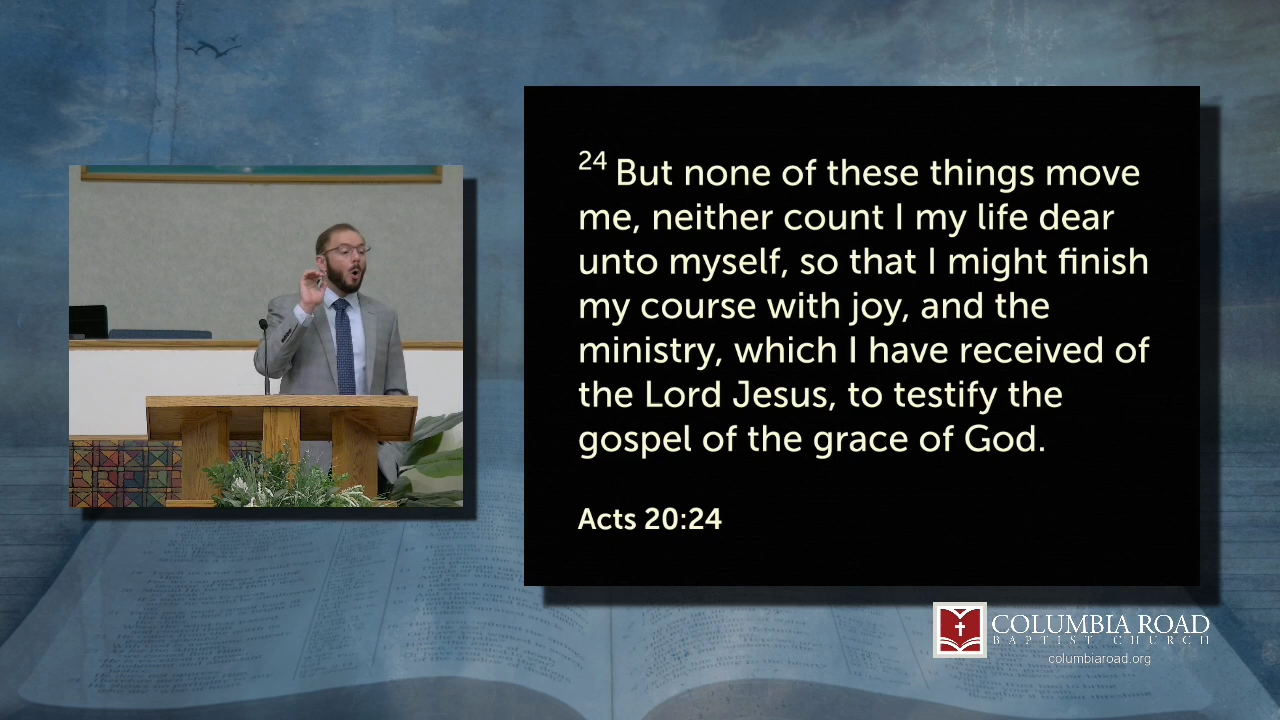 24 But none of these things move
me, neither count I my life dear
unto myself, so that I might finish
my course with joy, and the
ministry, which I have received of
the Lord Jesus, to testify the
gospel of the grace of God.
Acts 20:24
COLUMBIA ROAD
BAPTIST CHURCH
columbiaroad.org